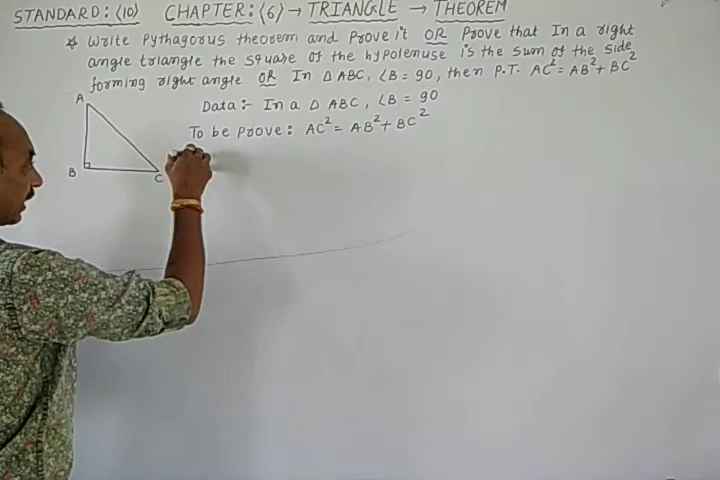 STANDARD: <10> CHAPTER: <6> → TRIANGLE → THEOREM
* Write Pythagorus theorem and Prove it OR Prove that In a right
angle triangle the square of the hypotenuse is the sum of the side
forming right angle OR In △ ABC, ∠B = 90, then P.T. AC² = AB² + BC²
A
Data :- In a △ ABC, ∠B = 90
To be Prove : AC² = AB² + BC²
B
C